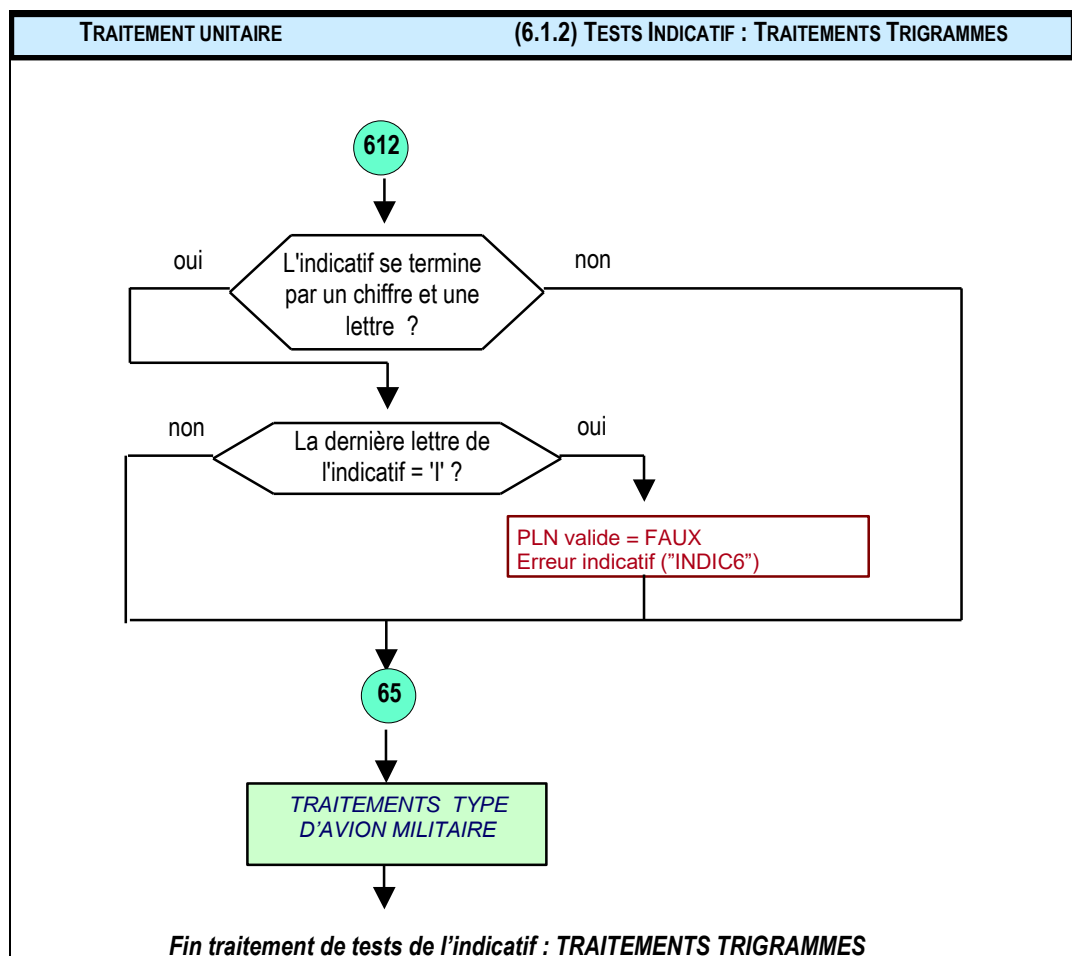 TRAITEMENT UNITAIRE (6.1.2) TESTS INDICATIF : TRAITEMENTS TRIGRAMMES
612
oui
L'indicatif se termine
par un chiffre et une
lettre ?
non
non
La dernière lettre de
l'indicatif = 'I' ?
oui
PLN valide = FAUX
Erreur indicatif (”INDIC6”)
65
TRAITEMENTS TYPE
D’AVION MILITAIRE
Fin traitement de tests de l’indicatif : TRAITEMENTS TRIGRAMMES